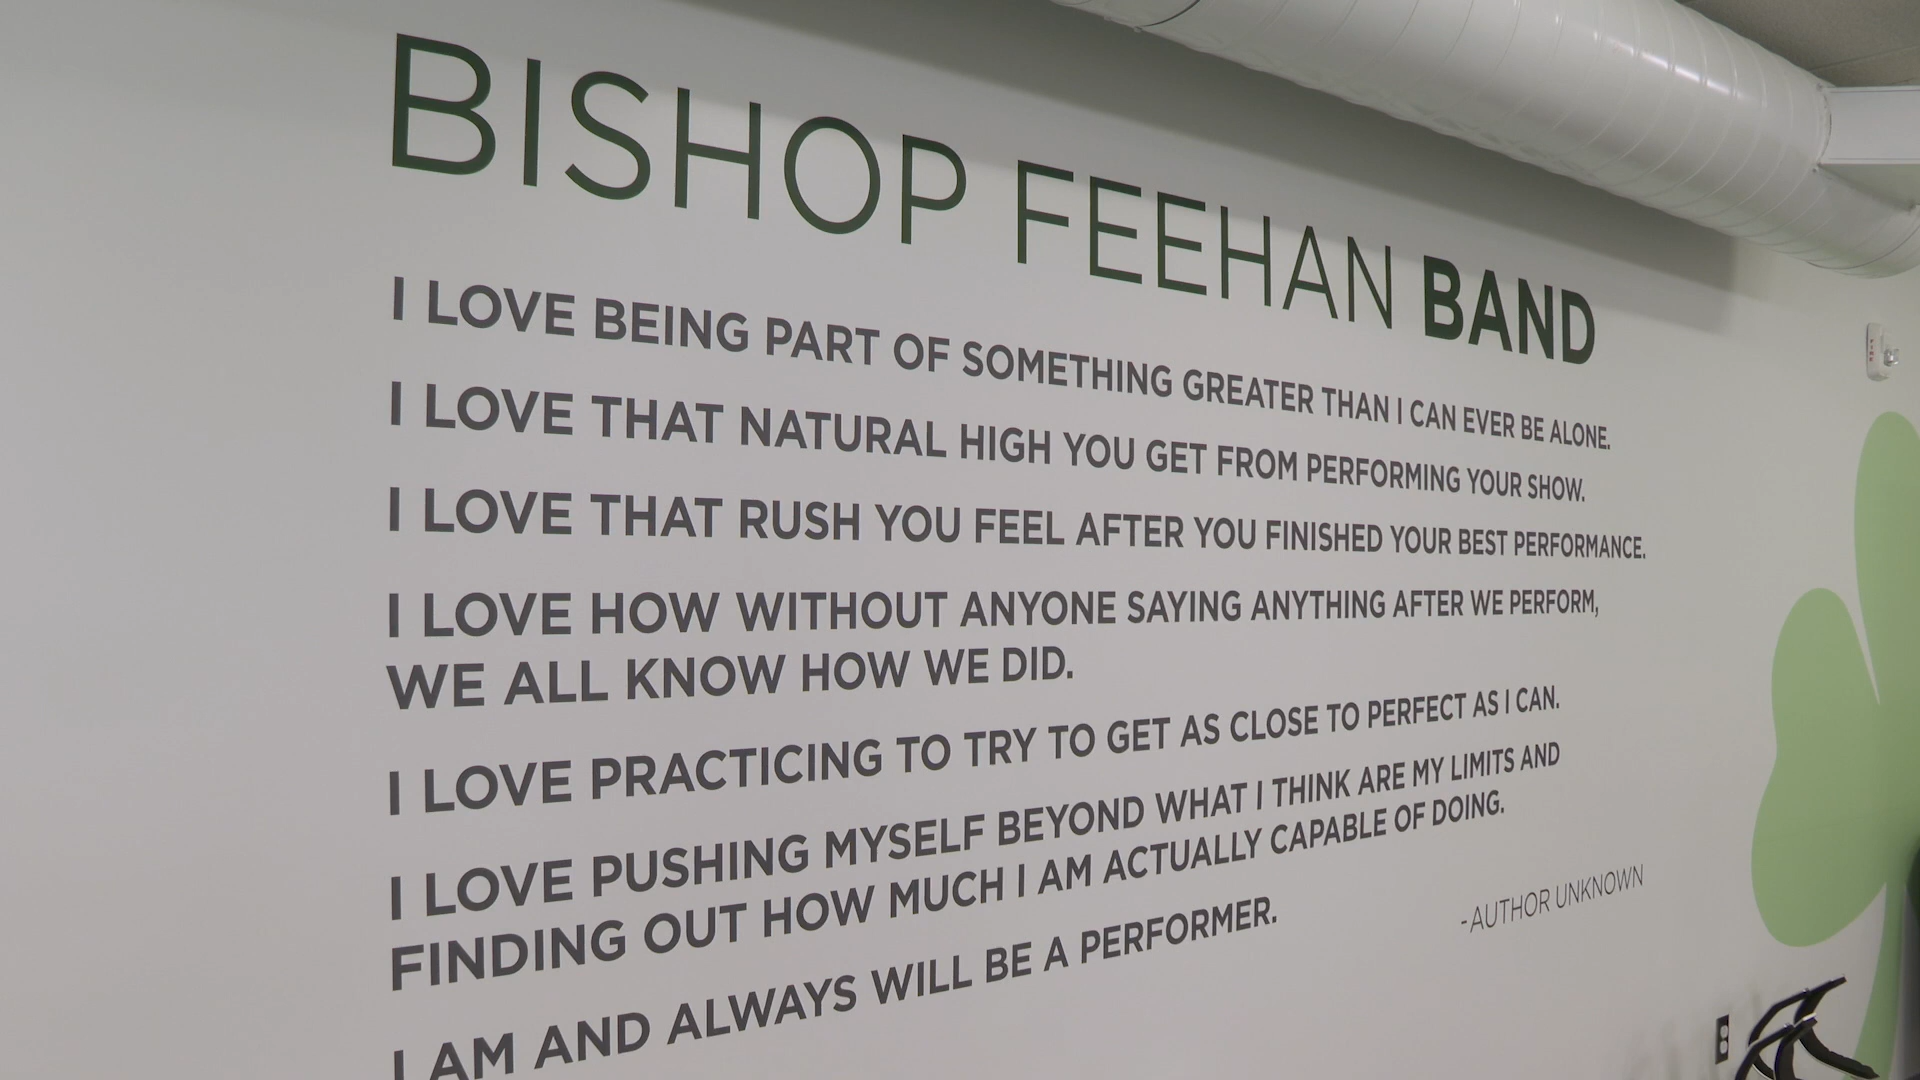 BISHOP FEEHAN BAND
I LOVE BEING PART OF SOMETHING GREATER THAN I CAN EVER BE ALONE.
I LOVE THAT NATURAL HIGH YOU GET FROM PERFORMING YOUR SHOW.
I LOVE THAT RUSH YOU FEEL AFTER YOU FINISHED YOUR BEST PERFORMANCE.
I LOVE HOW WITHOUT ANYONE SAYING ANYTHING AFTER WE PERFORM,
WE ALL KNOW HOW WE DID.
I LOVE PRACTICING TO TRY TO GET AS CLOSE TO PERFECT AS I CAN.
I LOVE PUSHING MYSELF BEYOND WHAT I THINK ARE MY LIMITS AND
FINDING OUT HOW MUCH I AM ACTUALLY CAPABLE OF DOING.
I AM AND ALWAYS WILL BE A PERFORMER.
-AUTHOR UNKNOWN